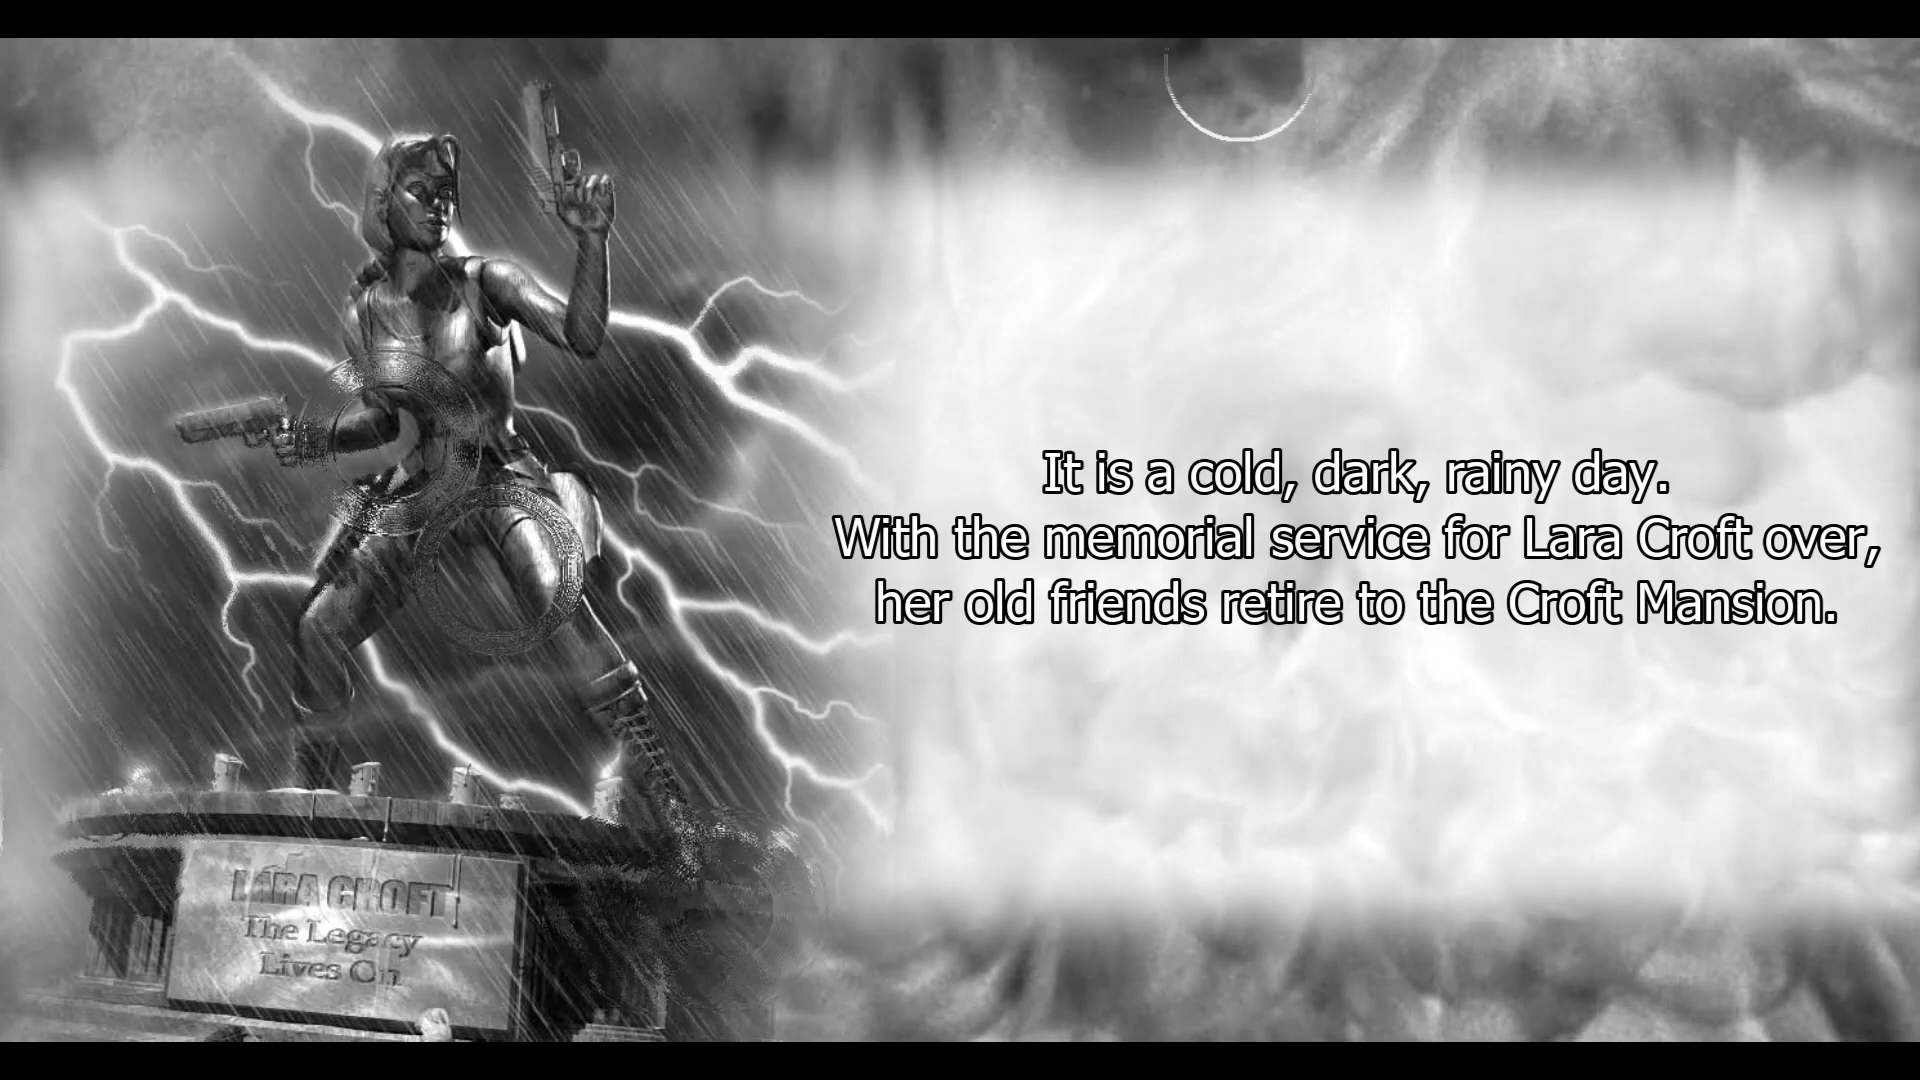 It is a cold, dark, rainy day.
With the memorial service for Lara Croft over,
her old friends retire to the Croft Mansion.
LARA CROFT
The Legacy
Lives On